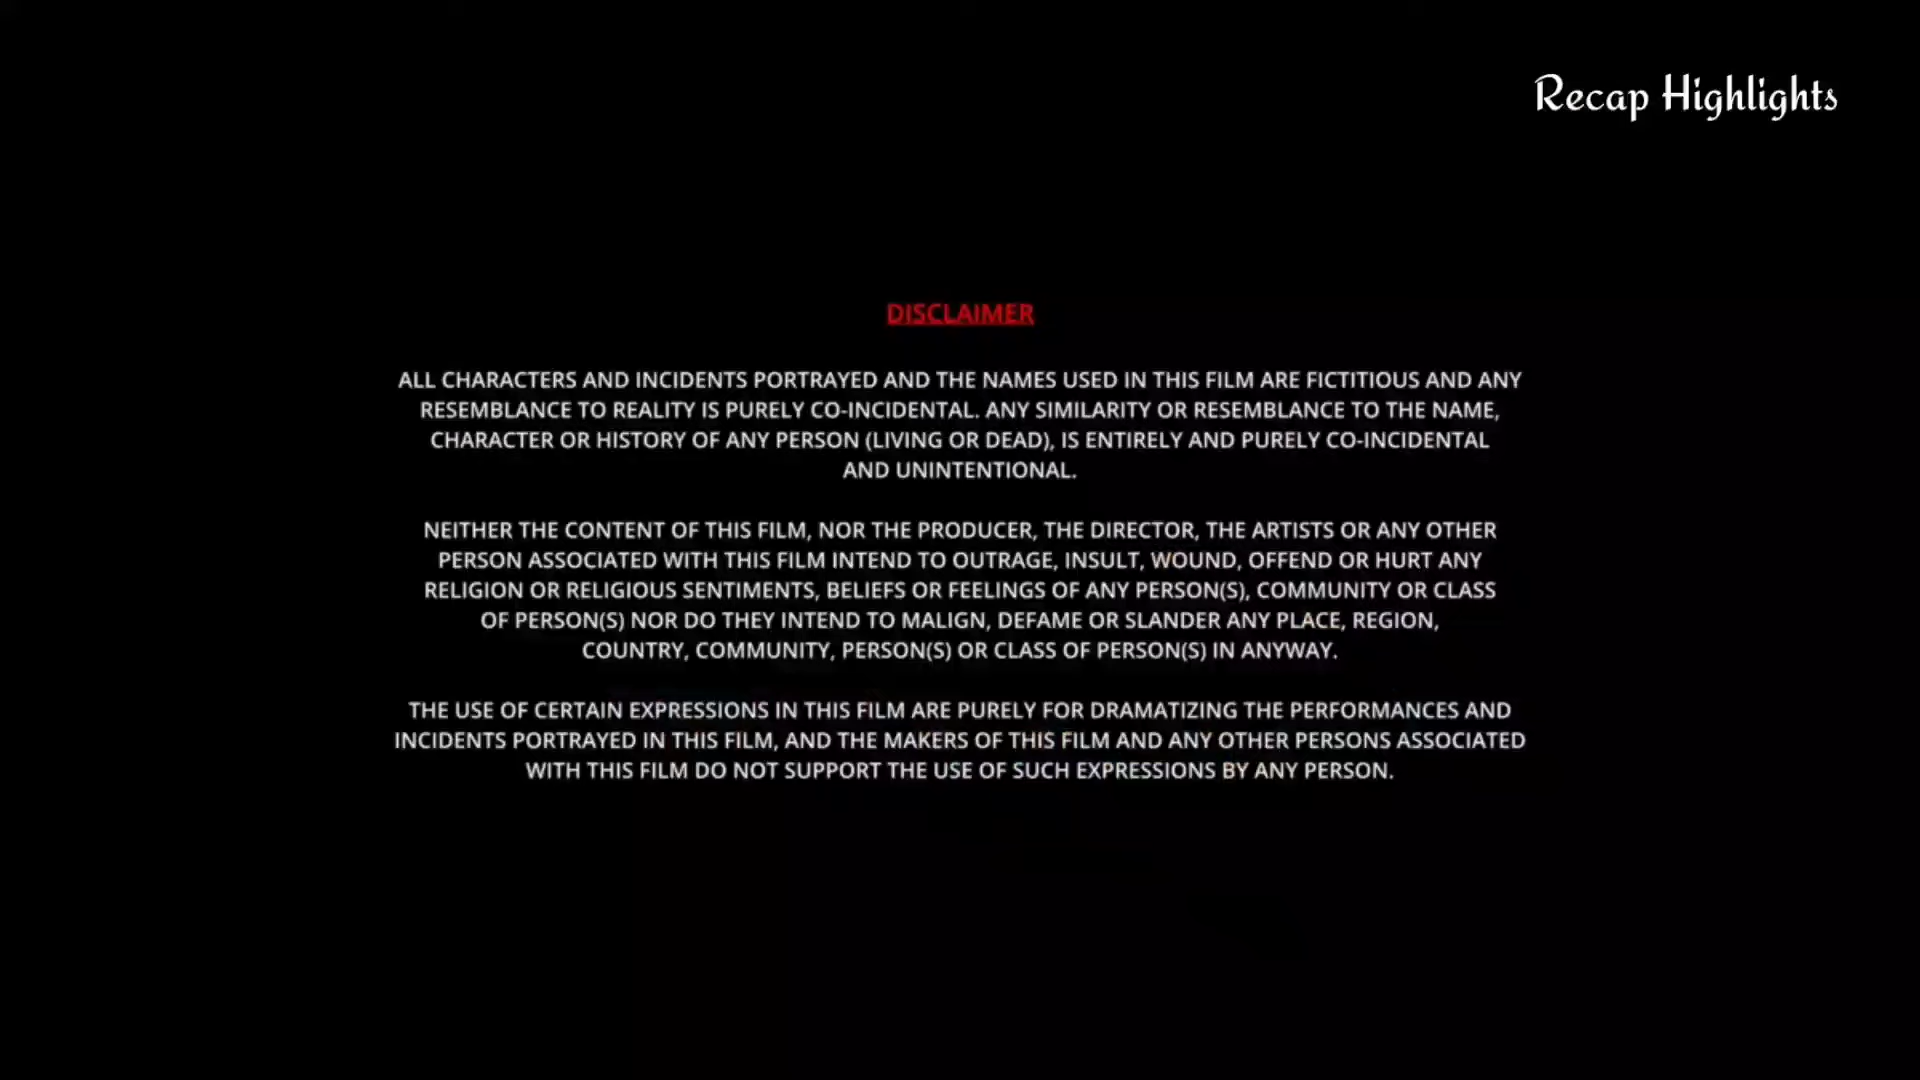 Recap Highlights
DISCLAIMER
ALL CHARACTERS AND INCIDENTS PORTRAYED AND THE NAMES USED IN THIS FILM ARE FICTITIOUS AND ANY
RESEMBLANCE TO REALITY IS PURELY CO-INCIDENTAL. ANY SIMILARITY OR RESEMBLANCE TO THE NAME,
CHARACTER OR HISTORY OF ANY PERSON (LIVING OR DEAD), IS ENTIRELY AND PURELY CO-INCIDENTAL
AND UNINTENTIONAL.
NEITHER THE CONTENT OF THIS FILM, NOR THE PRODUCER, THE DIRECTOR, THE ARTISTS OR ANY OTHER
PERSON ASSOCIATED WITH THIS FILM INTEND TO OUTRAGE, INSULT, WOUND, OFFEND OR HURT ANY
RELIGION OR RELIGIOUS SENTIMENTS, BELIEFS OR FEELINGS OF ANY PERSON(S), COMMUNITY OR CLASS
OF PERSON(S) NOR DO THEY INTEND TO MALIGN, DEFAME OR SLANDER ANY PLACE, REGION,
COUNTRY, COMMUNITY, PERSON(S) OR CLASS OF PERSON(S) IN ANYWAY.
THE USE OF CERTAIN EXPRESSIONS IN THIS FILM ARE PURELY FOR DRAMATIZING THE PERFORMANCES AND
INCIDENTS PORTRAYED IN THIS FILM, AND THE MAKERS OF THIS FILM AND ANY OTHER PERSONS ASSOCIATED
WITH THIS FILM DO NOT SUPPORT THE USE OF SUCH EXPRESSIONS BY ANY PERSON.